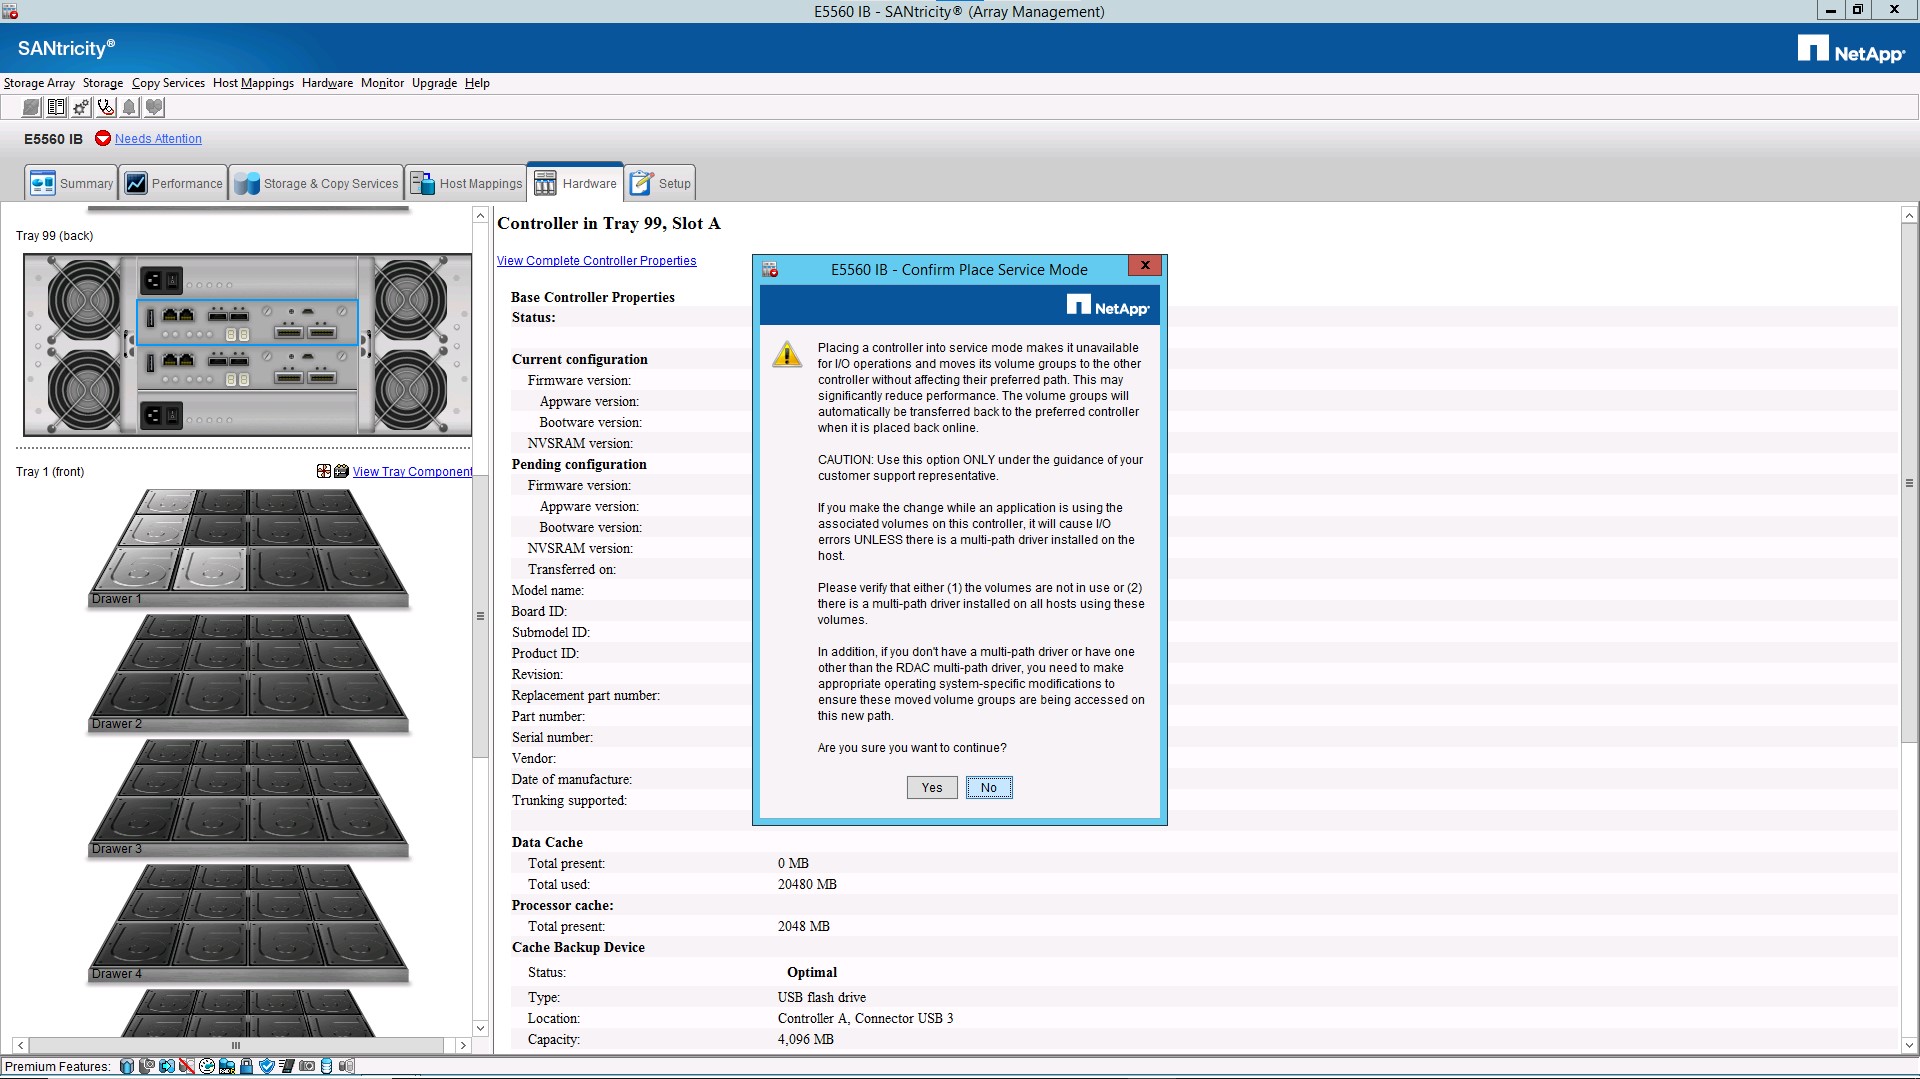 E5560 IB - SANtricity® (Array Management)
SANtricity®
NetApp®
Storage Array Storage Copy Services Host Mappings Hardware Monitor Upgrade Help
E5560 IB Needs Attention
Summary Performance Storage & Copy Services Host Mappings Hardware Setup
Tray 99 (back)
Tray 1 (front) View Tray Component
Drawer 1
Drawer 2
Drawer 3
Drawer 4
Controller in Tray 99, Slot A
View Complete Controller Properties
Base Controller Properties
Status:
Current configuration
Firmware version:
Appware version:
Bootware version:
NVSRAM version:
Pending configuration
Firmware version:
Appware version:
Bootware version:
NVSRAM version:
Transferred on:
Model name:
Board ID:
Submodel ID:
Product ID:
Revision:
Replacement part number:
Part number:
Serial number:
Vendor:
Date of manufacture:
Trunking supported:
Data Cache
Total present: 0 MB
Total used: 20480 MB
Processor cache:
Total present: 2048 MB
Cache Backup Device
Status: Optimal
Type: USB flash drive
Location: Controller A, Connector USB 3
Capacity: 4,096 MB
E5560 IB - Confirm Place Service Mode
NetApp®
Placing a controller into service mode makes it unavailable
for I/O operations and moves its volume groups to the other
controller without affecting their preferred path. This may
significantly reduce performance. The volume groups will
automatically be transferred back to the preferred controller
when it is placed back online.
CAUTION: Use this option ONLY under the guidance of your
customer support representative.
If you make the change while an application is using the
associated volumes on this controller, it will cause I/O
errors UNLESS there is a multi-path driver installed on the
host.
Please verify that either (1) the volumes are not in use or (2)
there is a multi-path driver installed on all hosts using these
volumes.
In addition, if you don't have a multi-path driver or have one
other than the RDAC multi-path driver, you need to make
appropriate operating system-specific modifications to
ensure these moved volume groups are being accessed on
this new path.
Are you sure you want to continue?
Yes No
Premium Features: